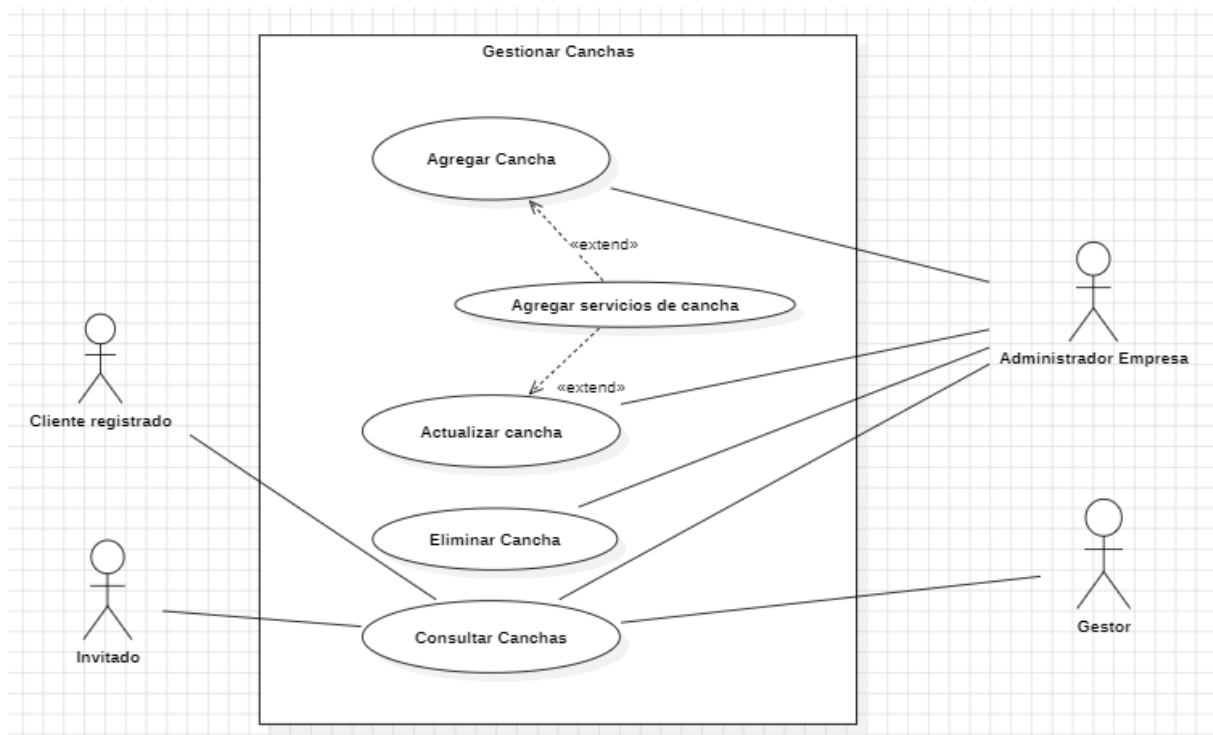 Gestionar Canchas
Agregar Cancha
«extend»
Agregar servicios de cancha
«extend»
Actualizar cancha
Eliminar Cancha
Consultar Canchas
Cliente registrado
Invitado
Administrador Empresa
Gestor